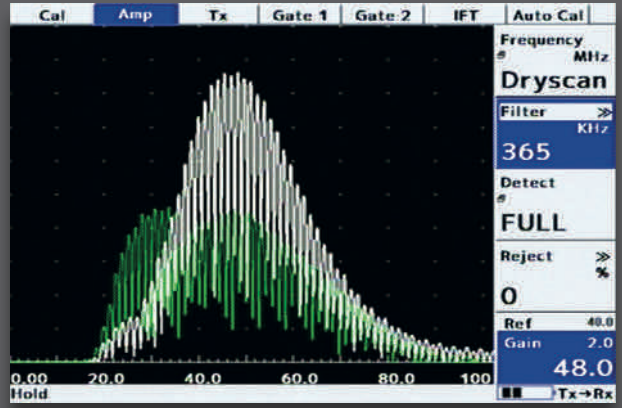 Cal Amp Tx Gate 1 Gate 2 IFT Auto Cal
Frequency
MHz
Dryscan
Filter »
KHz
365
Detect
FULL
Reject »
%
0
Ref 40.0
Gain 2.0
48.0
0.00 20.0 40.0 60.0 80.0 100
Hold Tx→Rx